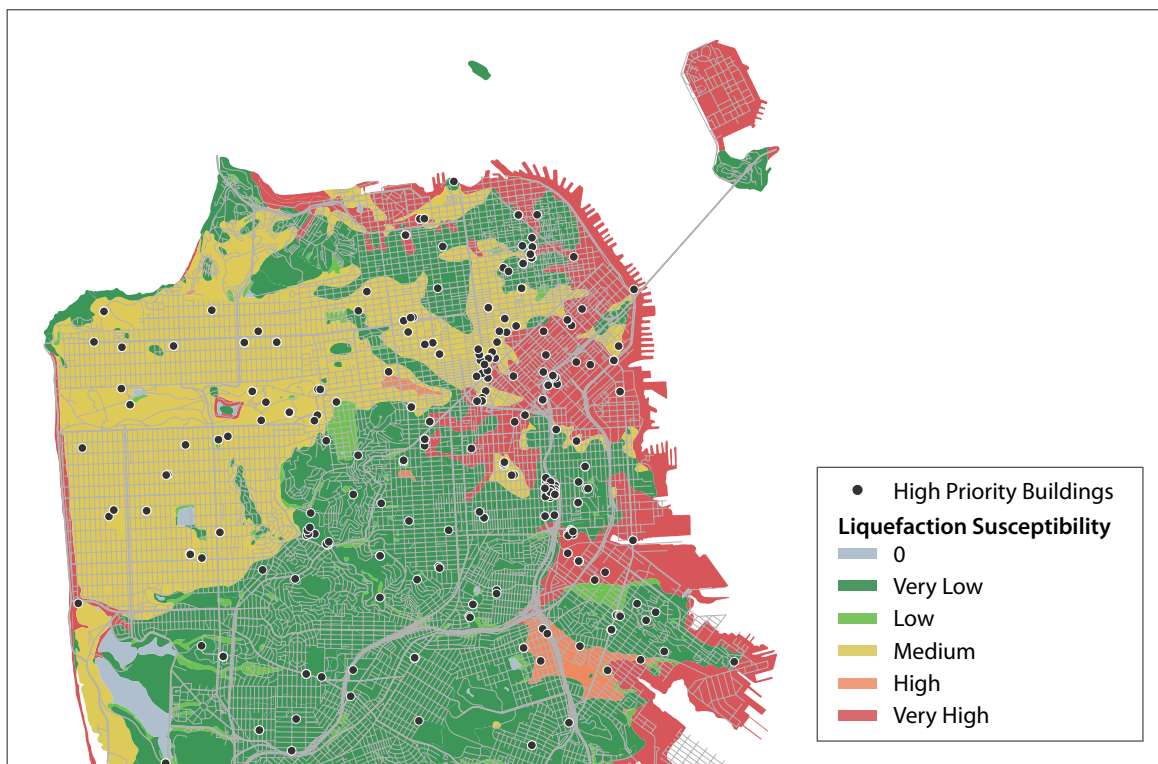 High Priority Buildings
Liquefaction Susceptibility
0
Very Low
Low
Medium
High
Very High